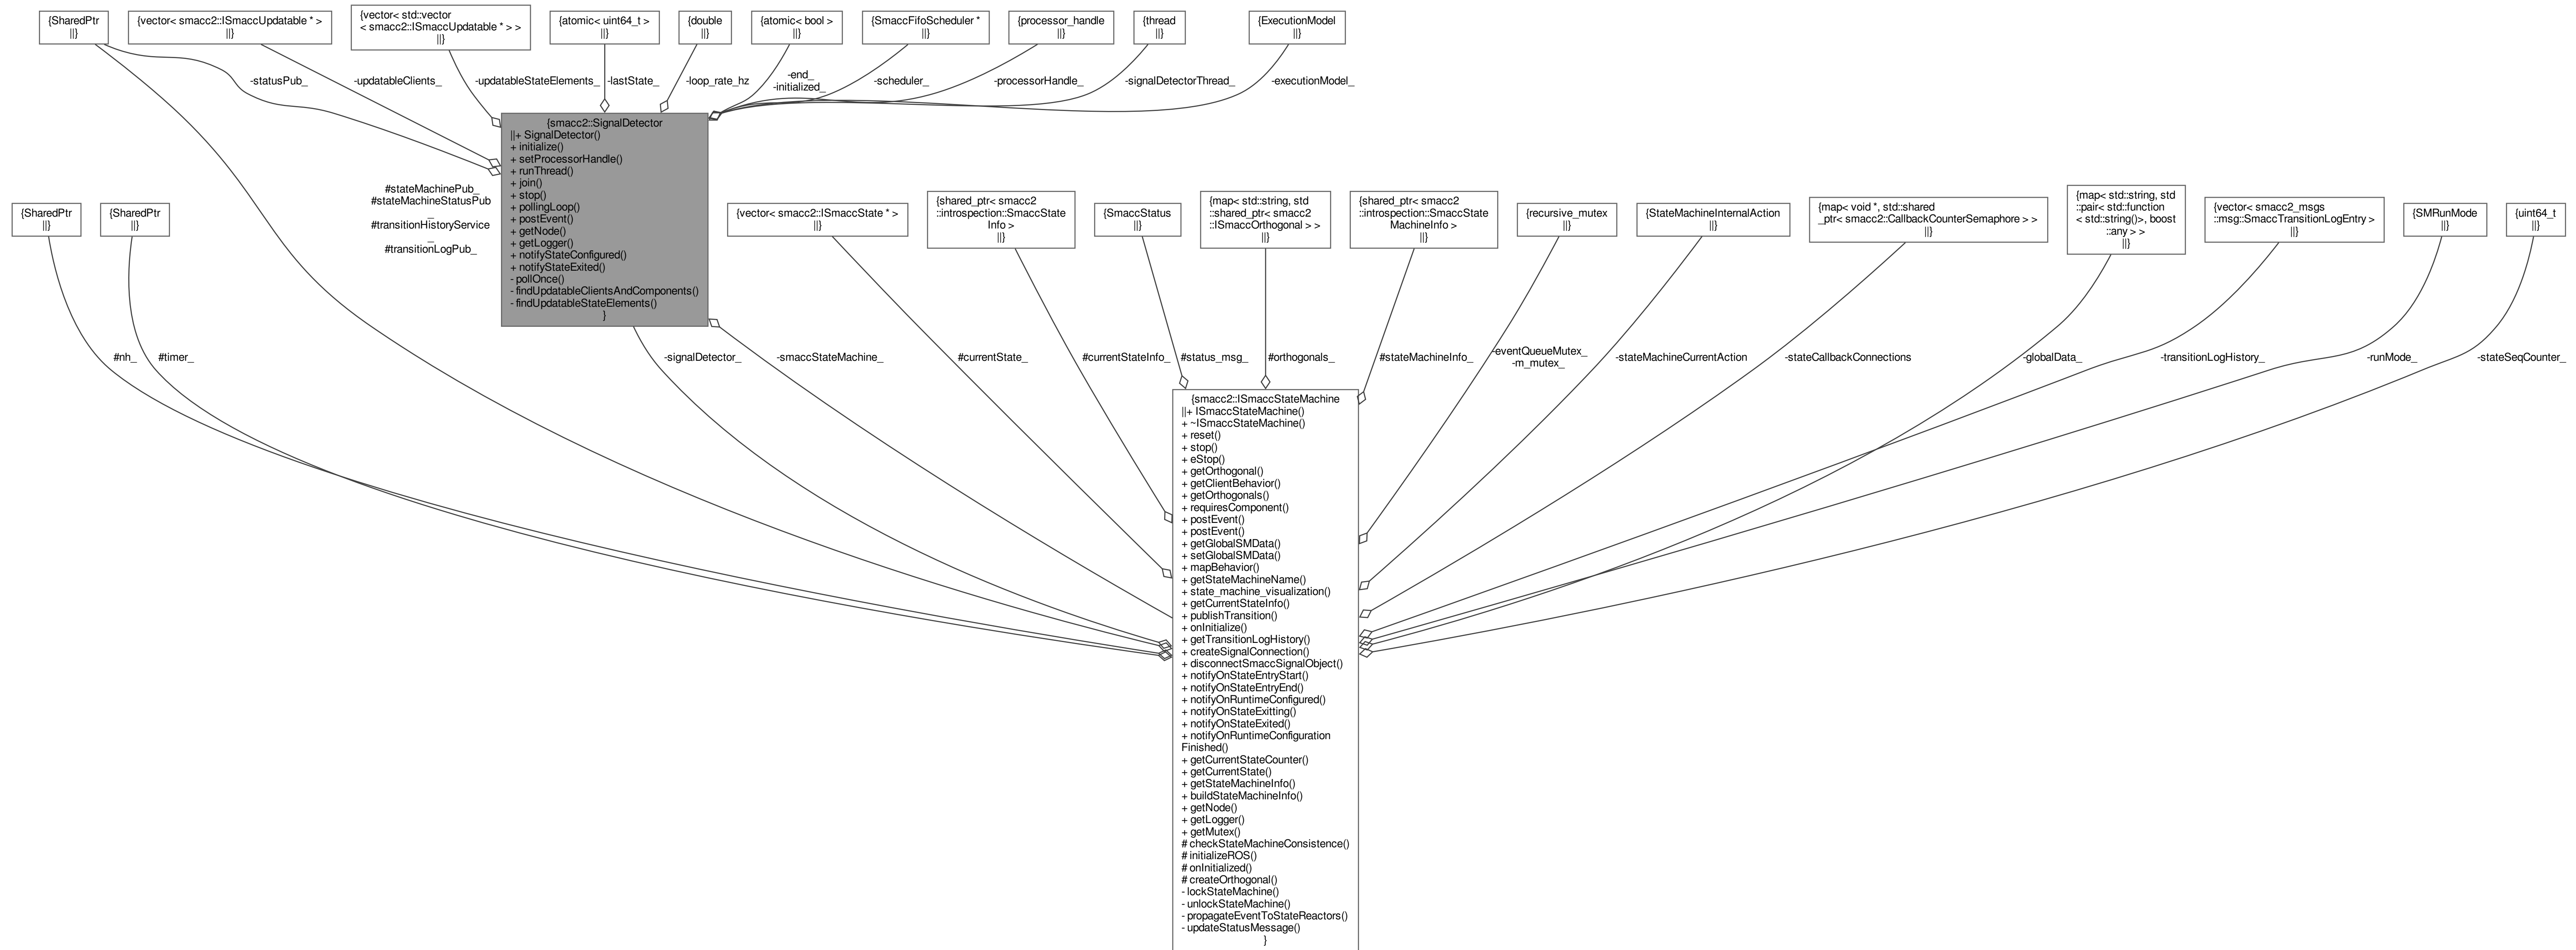 {SharedPtr
||}
{vector< smacc2::ISmaccUpdatable * >
||}
{vector< std::vector
< smacc2::ISmaccUpdatable * > >
||}
{atomic< uint64_t >
||}
{double
||}
{atomic< bool >
||}
{SmaccFifoScheduler *
||}
{processor_handle
||}
{thread
||}
{ExecutionModel
||}
-statusPub_
-updatableClients_
-updatableStateElements_
-lastState_
-loop_rate_hz
-end_
-initialized_
-scheduler_
-processorHandle_
-signalDetectorThread_
-executionModel_
{smacc2::SignalDetector
||+ SignalDetector()
+ initialize()
+ setProcessorHandle()
+ runThread()
+ join()
+ stop()
+ pollingLoop()
+ postEvent()
+ getNode()
+ getLogger()
+ notifyStateConfigured()
+ notifyStateExited()
- pollOnce()
- findUpdatableClientsAndComponents()
- findUpdatableStateElements()
}
#stateMachinePub_
#stateMachineStatusPub
_
#transitionHistoryService
_
#transitionLogPub_
{SharedPtr
||}
{SharedPtr
||}
{vector< smacc2::ISmaccState * >
||}
{shared_ptr< smacc2
::introspection::SmaccState
Info >
||}
{SmaccStatus
||}
{map< std::string, std
::shared_ptr< smacc2
::ISmaccOrthogonal > >
||}
{shared_ptr< smacc2
::introspection::SmaccState
MachineInfo >
||}
{recursive_mutex
||}
{StateMachineInternalAction
||}
{map< void *, std::shared
_ptr< smacc2::CallbackCounterSemaphore > >
||}
{map< std::string, std
::pair< std::function
< std::string()>, boost
::any > >
||}
{vector< smacc2_msgs
::msg::SmaccTransitionLogEntry >
||}
{SMRunMode
||}
{uint64_t
||}
#nh_
#timer_
-signalDetector_
-smaccStateMachine_
#currentState_
#currentStateInfo_
#status_msg_
#orthogonals_
#stateMachineInfo_
-eventQueueMutex_
-m_mutex_
-stateMachineCurrentAction
-stateCallbackConnections
-globalData_
-transitionLogHistory_
-runMode_
-stateSeqCounter_
{smacc2::ISmaccStateMachine
||+ ISmaccStateMachine()
+ ~ISmaccStateMachine()
+ reset()
+ stop()
+ eStop()
+ getOrthogonal()
+ getClientBehavior()
+ getOrthogonals()
+ requiresComponent()
+ postEvent()
+ postEvent()
+ getGlobalSMData()
+ setGlobalSMData()
+ mapBehavior()
+ getStateMachineName()
+ state_machine_visualization()
+ getCurrentStateInfo()
+ publishTransition()
+ onInitialize()
+ getTransitionLogHistory()
+ createSignalConnection()
+ disconnectSmaccSignalObject()
+ notifyOnStateEntryStart()
+ notifyOnStateEntryEnd()
+ notifyOnRuntimeConfigured()
+ notifyOnStateExitting()
+ notifyOnStateExited()
+ notifyOnRuntimeConfiguration
Finished()
+ getCurrentStateCounter()
+ getCurrentState()
+ getStateMachineInfo()
+ buildStateMachineInfo()
+ getNode()
+ getLogger()
+ getMutex()
# checkStateMachineConsistence()
# initializeROS()
# onInitialized()
# createOrthogonal()
- lockStateMachine()
- unlockStateMachine()
- propagateEventToStateReactors()
- updateStatusMessage()
}